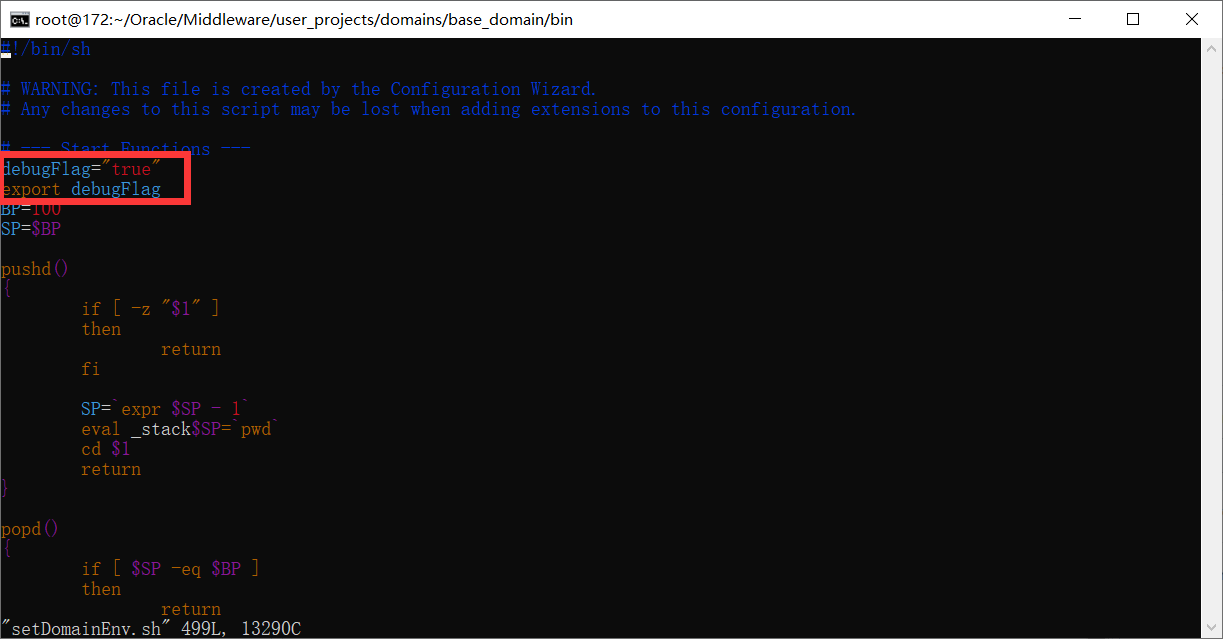 root@172:~/Oracle/Middleware/user_projects/domains/base_domain/bin
#!/bin/sh
# WARNING: This file is created by the Configuration Wizard.
# Any changes to this script may be lost when adding extensions to this configuration.
# --- Start Functions ---
debugFlag="true"
export debugFlag
BP=100
SP=$BP
pushd()
{
if [ -z "$1" ]
then
return
fi
SP=`expr $SP - 1`
eval _stack$SP=`pwd`
cd $1
return
}
popd()
{
if [ $SP -eq $BP ]
then
return
"setDomainEnv.sh" 499L, 13290C